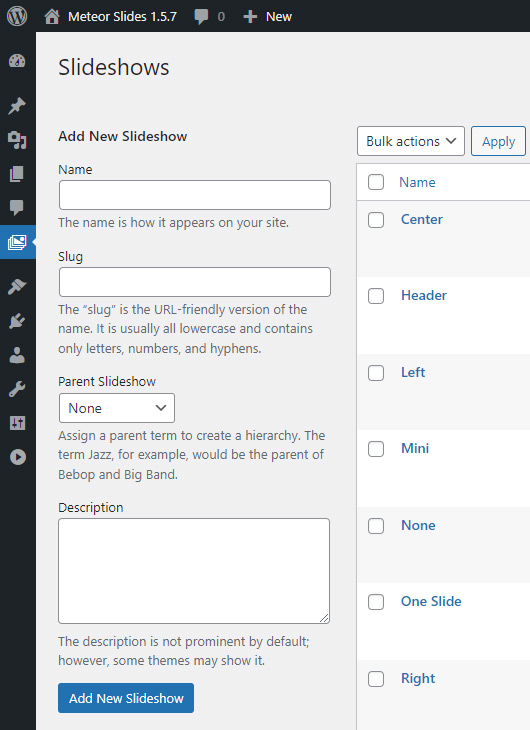 Meteor Slides 1.5.7 0 New
Slideshows
Add New Slideshow
Name
The name is how it appears on your site.
Slug
The “slug” is the URL-friendly version of the
name. It is usually all lowercase and contains
only letters, numbers, and hyphens.
Parent Slideshow
None
Assign a parent term to create a hierarchy. The
term Jazz, for example, would be the parent of
Bebop and Big Band.
Description
The description is not prominent by default;
however, some themes may show it.
Add New Slideshow
Bulk actions Apply
Name
Center
Header
Left
Mini
None
One Slide
Right